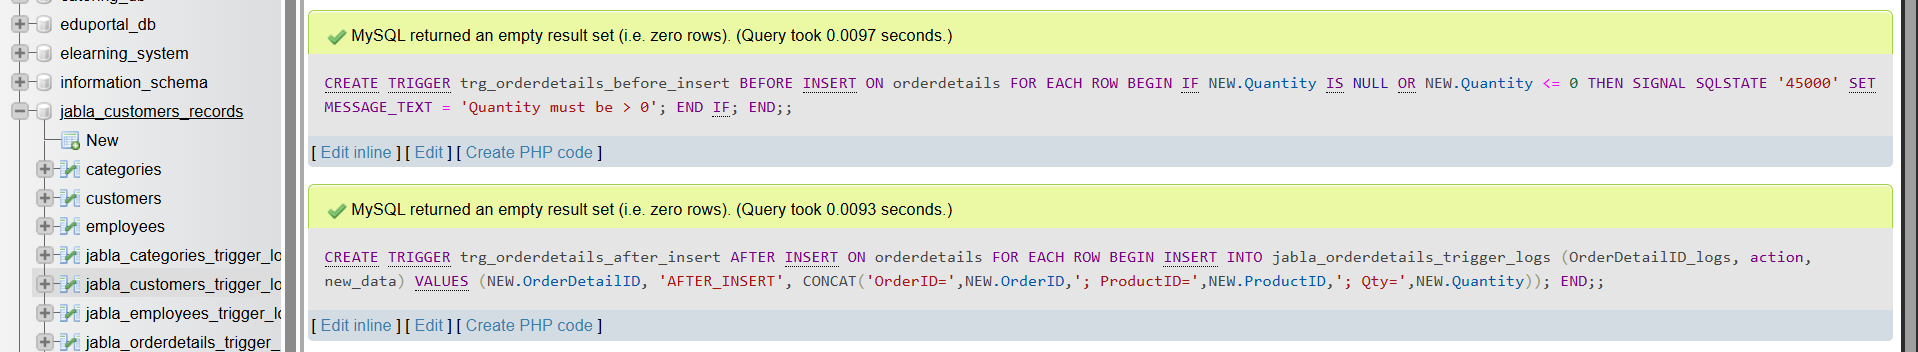 eduportal_db
elearning_system
information_schema
jabla_customers_records
New
categories
customers
employees
jabla_categories_trigger_lo
jabla_customers_trigger_lo
jabla_employees_trigger_lo
jabla_orderdetails_trigger_
MySQL returned an empty result set (i.e. zero rows). (Query took 0.0097 seconds.)
CREATE TRIGGER trg_orderdetails_before_insert BEFORE INSERT ON orderdetails FOR EACH ROW BEGIN IF NEW.Quantity IS NULL OR NEW.Quantity <= 0 THEN SIGNAL SQLSTATE '45000' SET
MESSAGE_TEXT = 'Quantity must be > 0'; END IF; END;;
[ Edit inline ] [ Edit ] [ Create PHP code ]
MySQL returned an empty result set (i.e. zero rows). (Query took 0.0093 seconds.)
CREATE TRIGGER trg_orderdetails_after_insert AFTER INSERT ON orderdetails FOR EACH ROW BEGIN INSERT INTO jabla_orderdetails_trigger_logs (OrderDetailID_logs, action,
new_data) VALUES (NEW.OrderDetailID, 'AFTER_INSERT', CONCAT('OrderID=',NEW.OrderID,'; ProductID=',NEW.ProductID,'; Qty=',NEW.Quantity)); END;;
[ Edit inline ] [ Edit ] [ Create PHP code ]